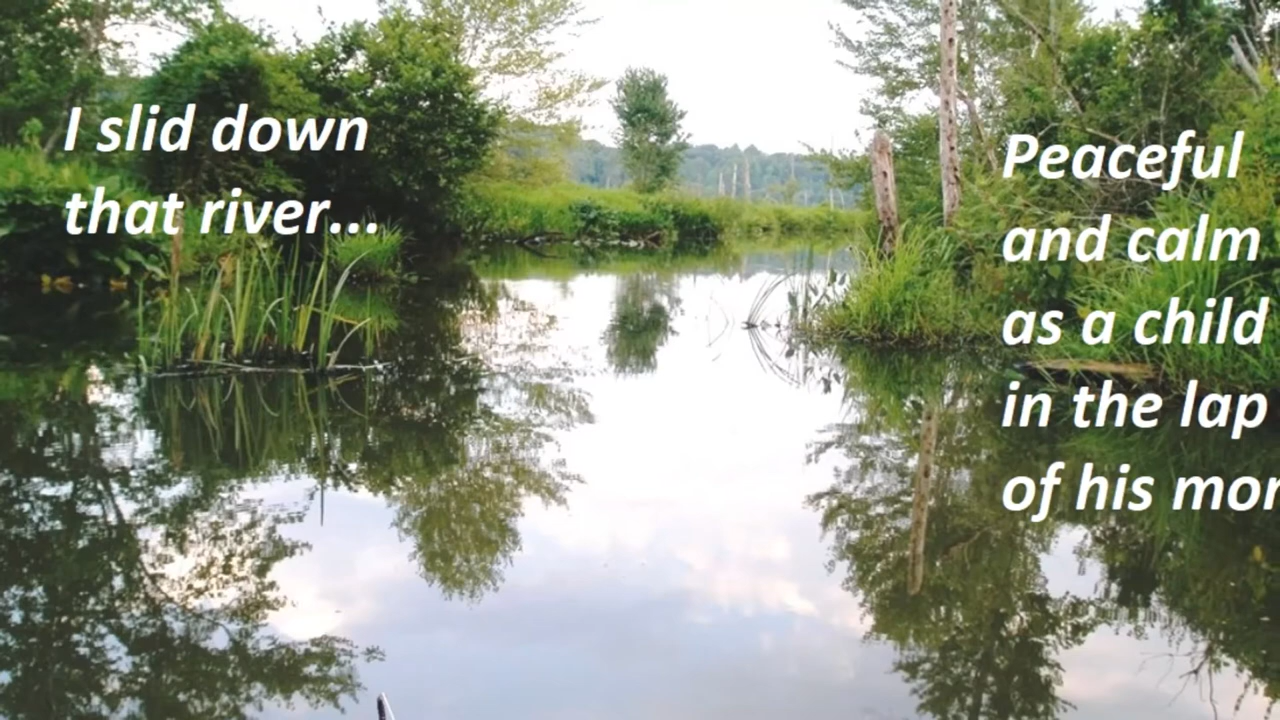 I slid down
that river...
Peaceful
and calm
as a child
in the lap
of his